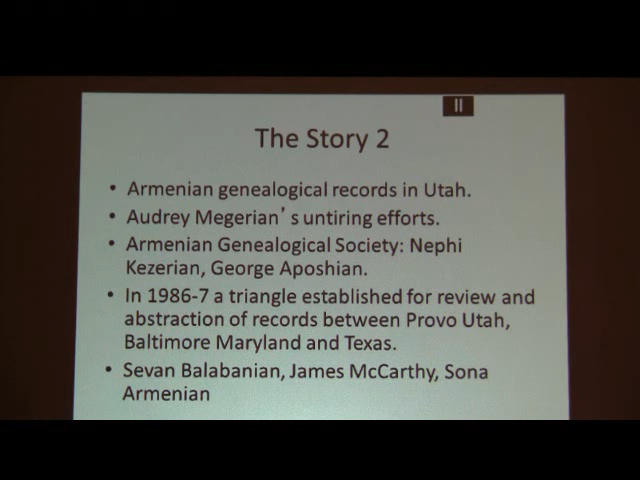 The Story 2
• Armenian genealogical records in Utah.
• Audrey Megerian's untiring efforts.
• Armenian Genealogical Society: Nephi
Kezerian, George Aposhian.
• In 1986-7 a triangle established for review and
abstraction of records between Provo Utah,
Baltimore Maryland and Texas.
• Sevan Balabanian, James McCarthy, Sona
Armenian